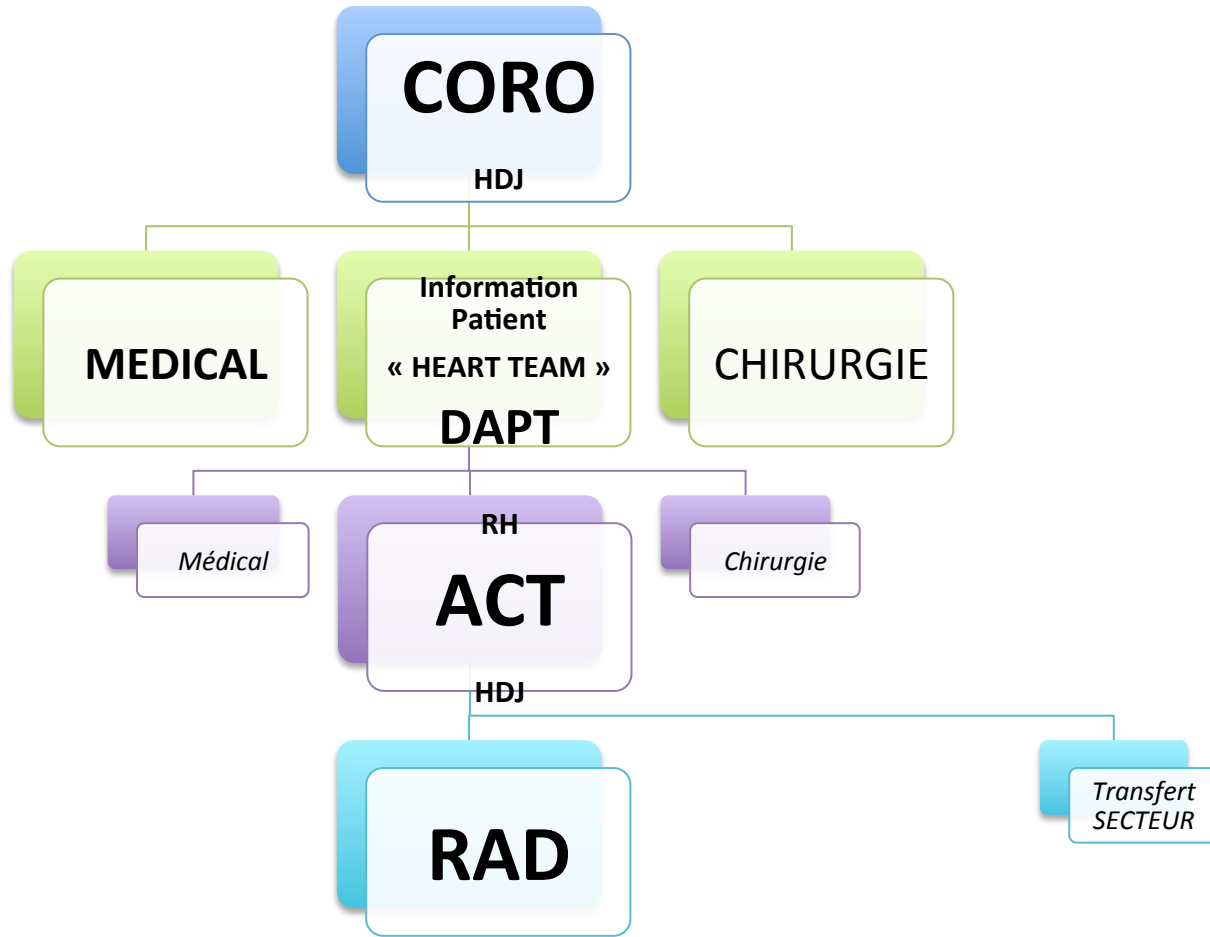 CORO
HDJ
MEDICAL
Information
Patient
« HEART TEAM »
DAPT
CHIRURGIE
Médical
RH
ACT
HDJ
Chirurgie
RAD
Transfert
SECTEUR